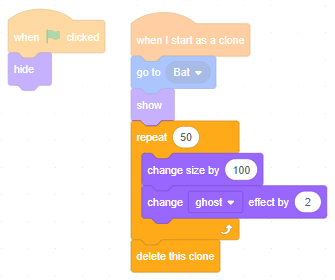 when clicked
hide
when I start as a clone
go to Bat
show
repeat 50
change size by 100
change ghost effect by 2
delete this clone